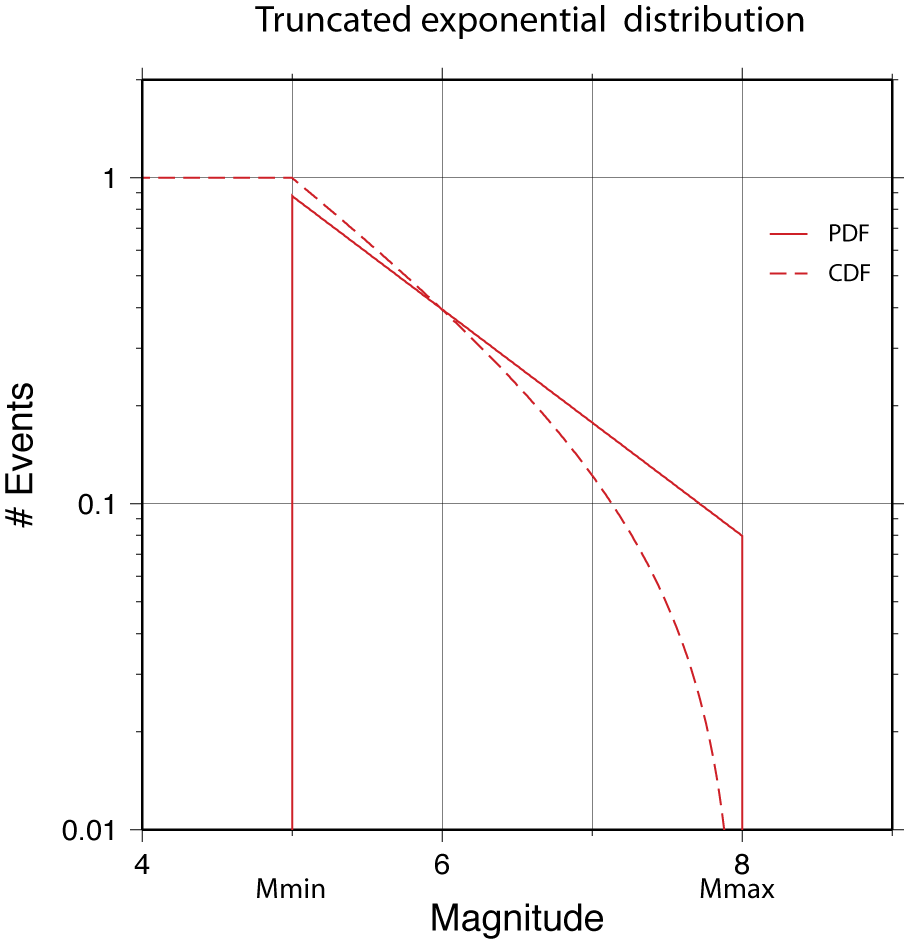 Truncated exponential distribution
1
PDF
CDF
# Events
0.1
0.01
4
6
8
Mmin
Mmax
Magnitude